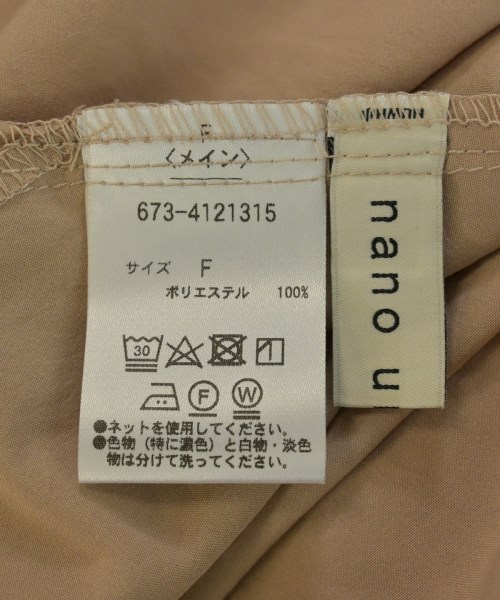 F
〈メイン〉
673-4121315
サイズ F
ポリエステル 100%
30
F
W
●ネットを使用してください。
●色物(特に濃色)と白物・淡色
物は分けて洗ってください。
nano